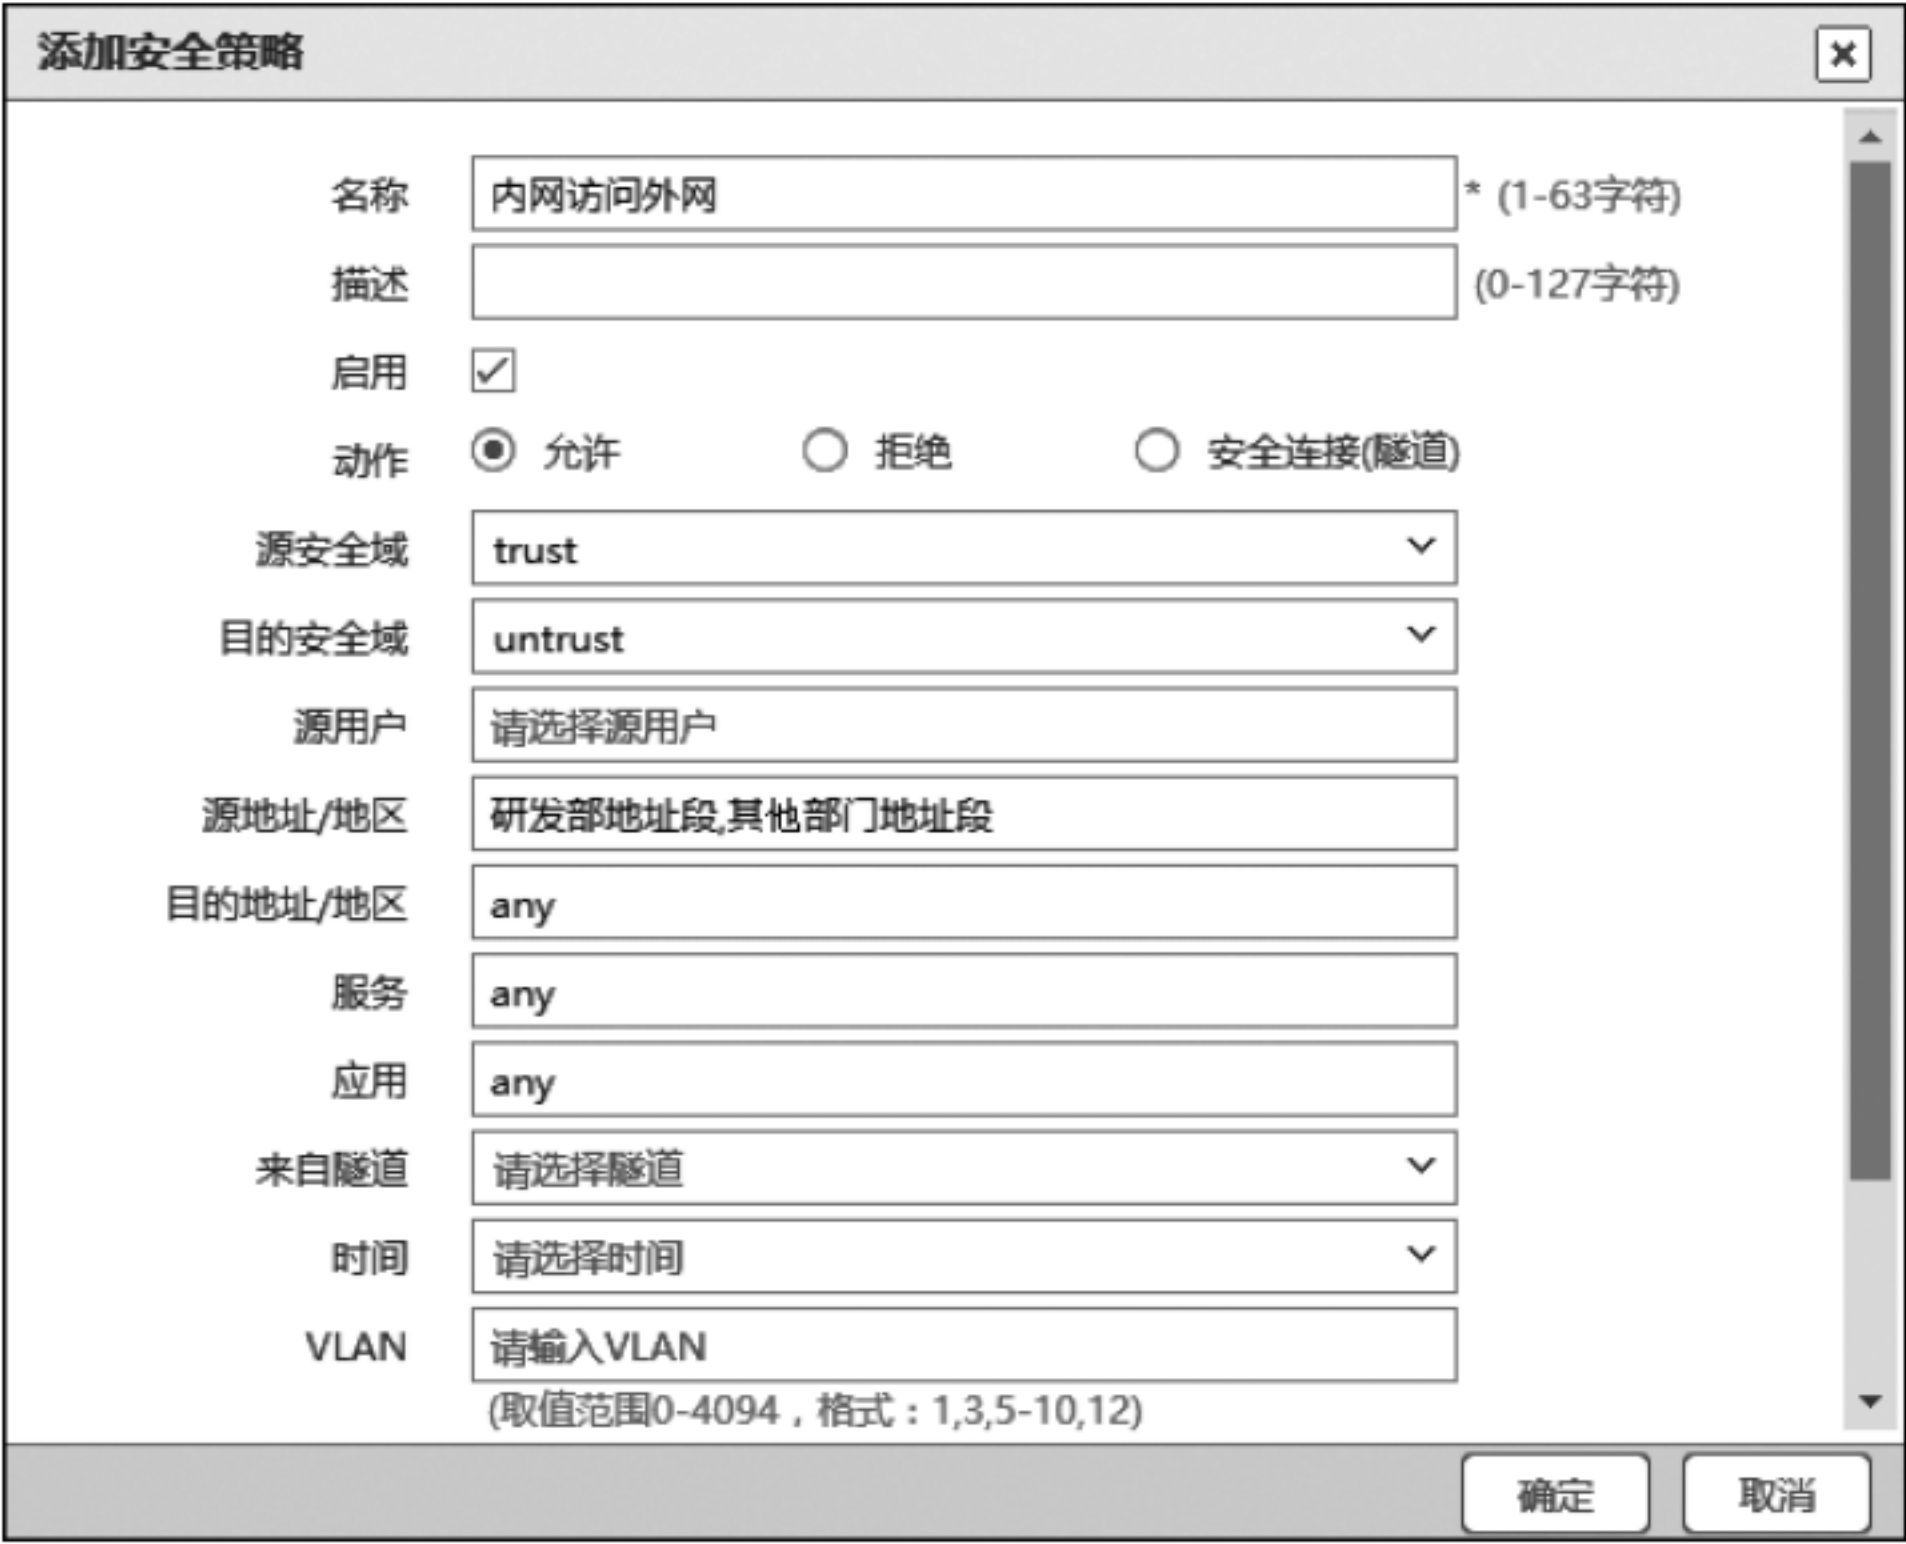 添加安全策略
名称 内网访问外网 * (1-63字符)
描述 (0-127字符)
启用
动作 允许 拒绝 安全连接(隧道)
源安全域 trust
目的安全域 untrust
源用户 请选择源用户
源地址/地区 研发部地址段,其他部门地址段
目的地址/地区 any
服务 any
应用 any
来自隧道 请选择隧道
时间 请选择时间
VLAN 请输入VLAN
(取值范围0-4094，格式：1,3,5-10,12)
确定 取消